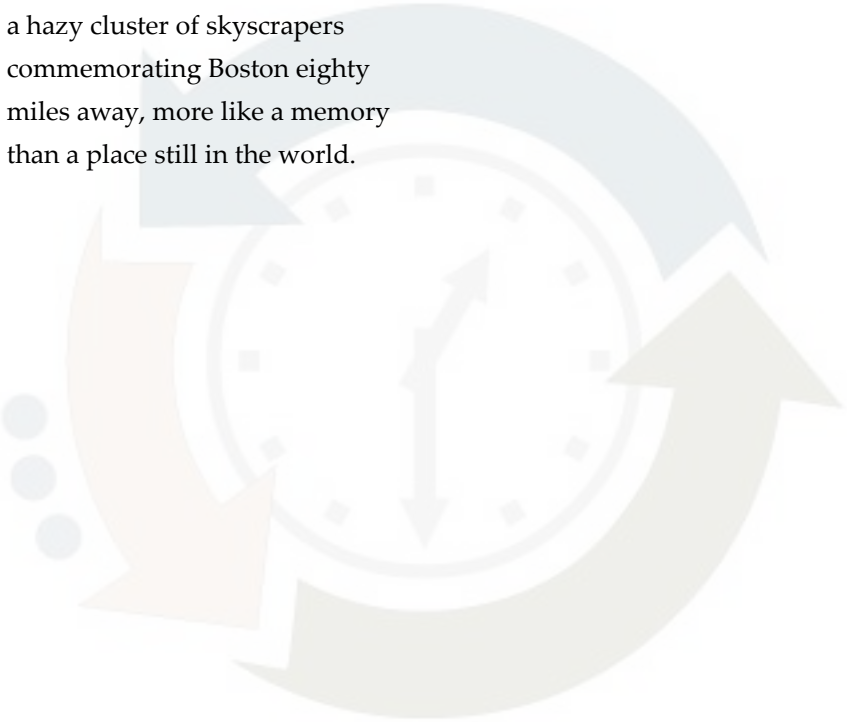 a hazy cluster of skyscrapers
commemorating Boston eighty
miles away, more like a memory
than a place still in the world.